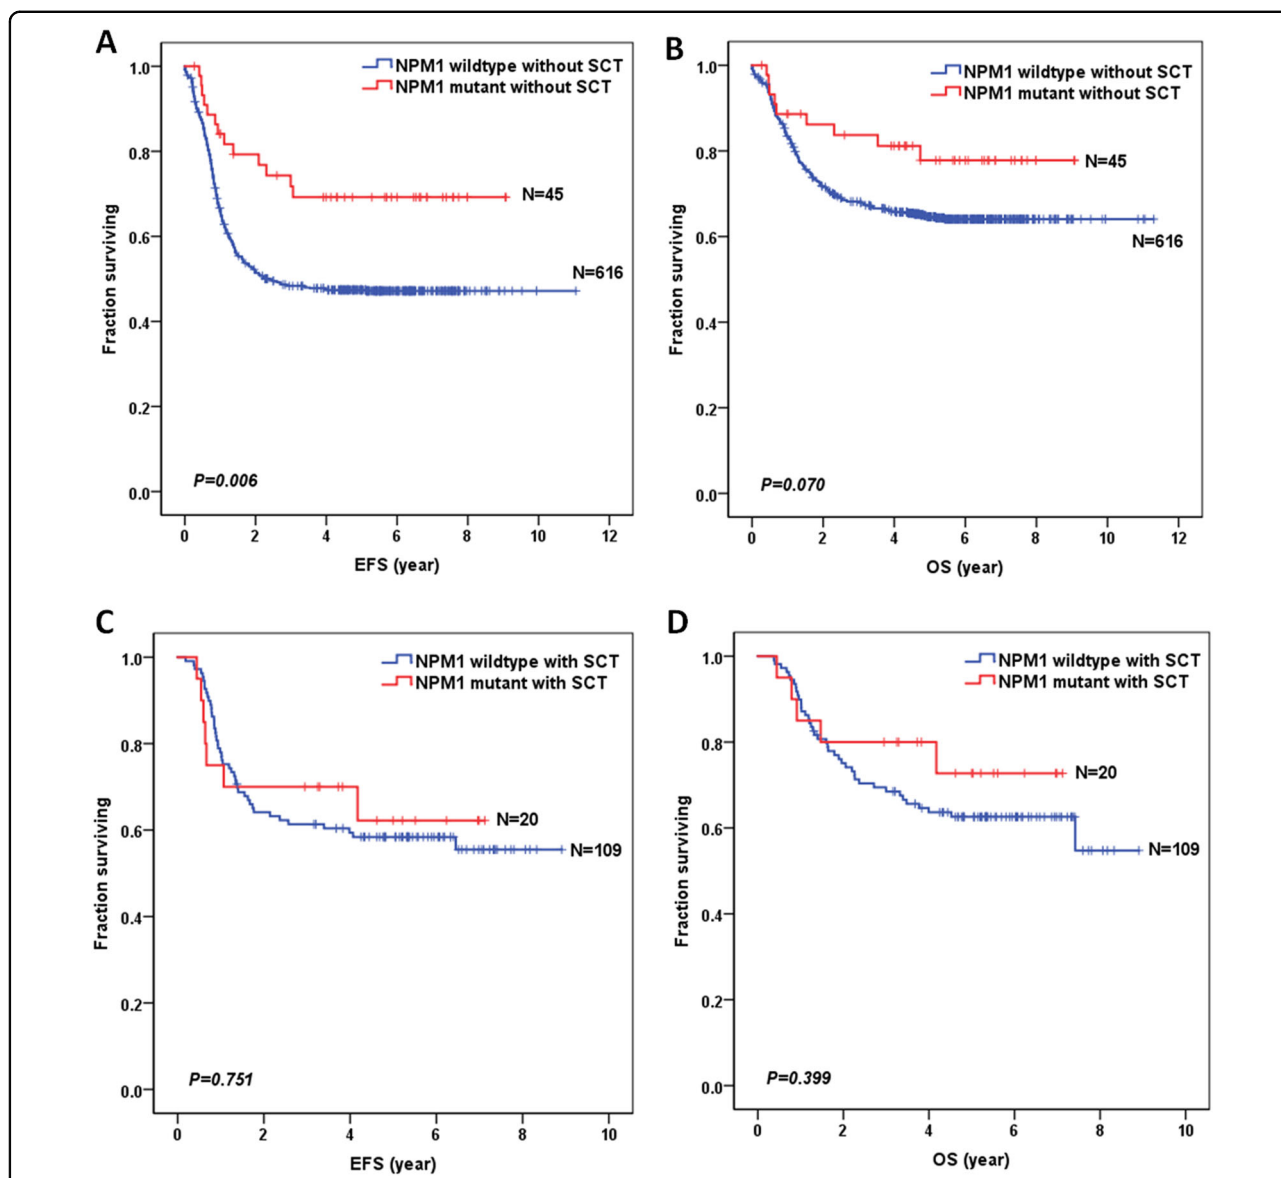 A
NPM1 wildtype without SCT
NPM1 mutant without SCT
1.0
0.8
0.6
0.4
0.2
0.0
Fraction surviving
N=45
N=616
P=0.006
0 2 4 6 8 10 12
EFS (year)
B
NPM1 wildtype without SCT
NPM1 mutant without SCT
1.0
0.8
0.6
0.4
0.2
0.0
Fraction surviving
N=45
N=616
P=0.070
0 2 4 6 8 10 12
OS (year)
C
NPM1 wildtype with SCT
NPM1 mutant with SCT
1.0
0.8
0.6
0.4
0.2
0.0
Fraction surviving
N=20
N=109
P=0.751
0 2 4 6 8 10
EFS (year)
D
NPM1 wildtype with SCT
NPM1 mutant with SCT
1.0
0.8
0.6
0.4
0.2
0.0
Fraction surviving
N=20
N=109
P=0.399
0 2 4 6 8 10
OS (year)